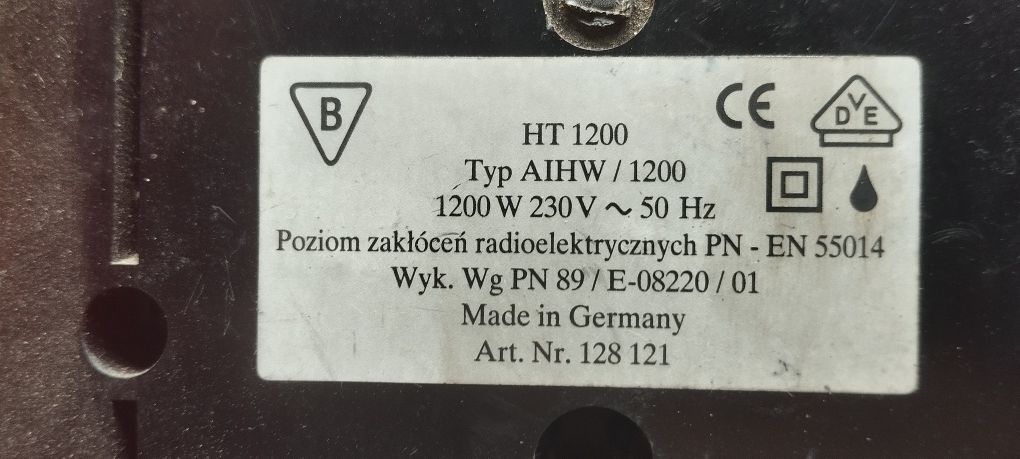 B
CE
DVE
HT 1200
Typ AIHW / 1200
1200 W 230 V ~ 50 Hz
Poziom zakłóceń radioelektrycznych PN - EN 55014
Wyk. Wg PN 89 / E-08220 / 01
Made in Germany
Art. Nr. 128 121